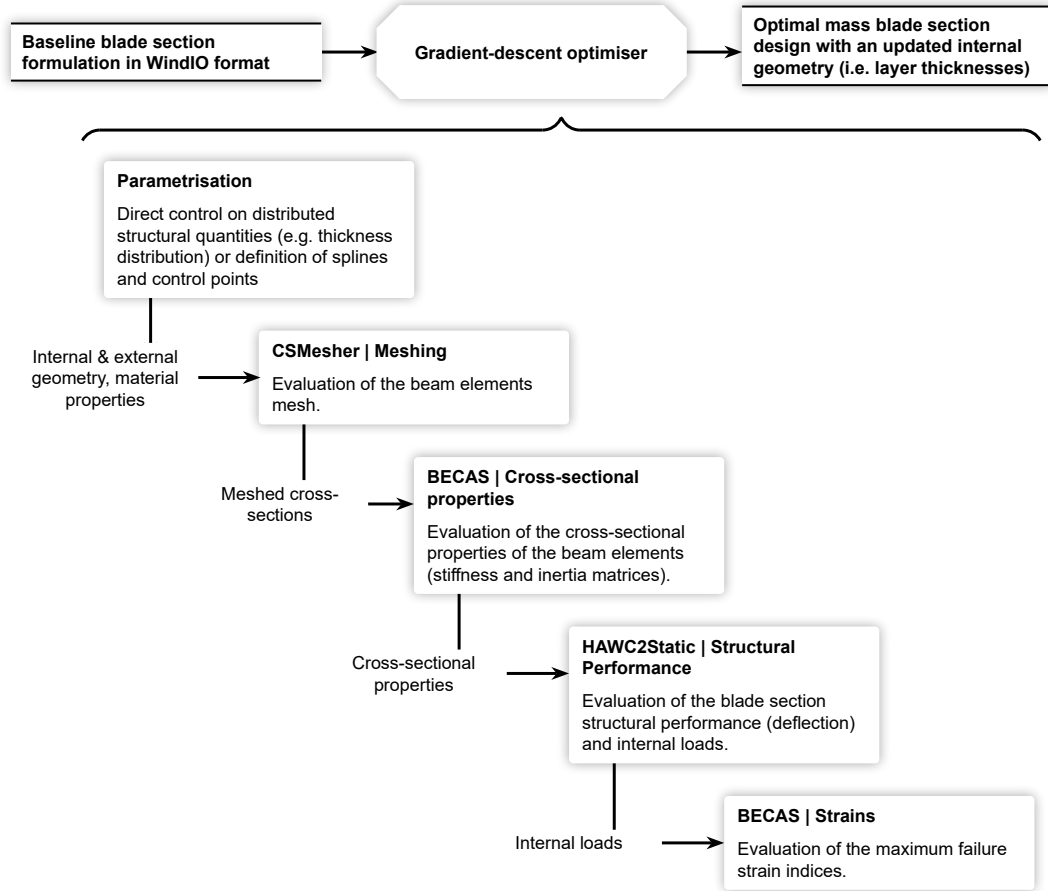 Baseline blade section
formulation in WindIO format
Gradient-descent optimiser
Optimal mass blade section
design with an updated internal
geometry (i.e. layer thicknesses)
Parametrisation
Direct control on distributed
structural quantities (e.g. thickness
distribution) or definition of splines
and control points
Internal & external
geometry, material
properties
CSMesher | Meshing
Evaluation of the beam elements
mesh.
Meshed cross-
sections
BECAS | Cross-sectional
properties
Evaluation of the cross-sectional
properties of the beam elements
(stiffness and inertia matrices).
Cross-sectional
properties
HAWC2Static | Structural
Performance
Evaluation of the blade section
structural performance (deflection)
and internal loads.
Internal loads
BECAS | Strains
Evaluation of the maximum failure
strain indices.